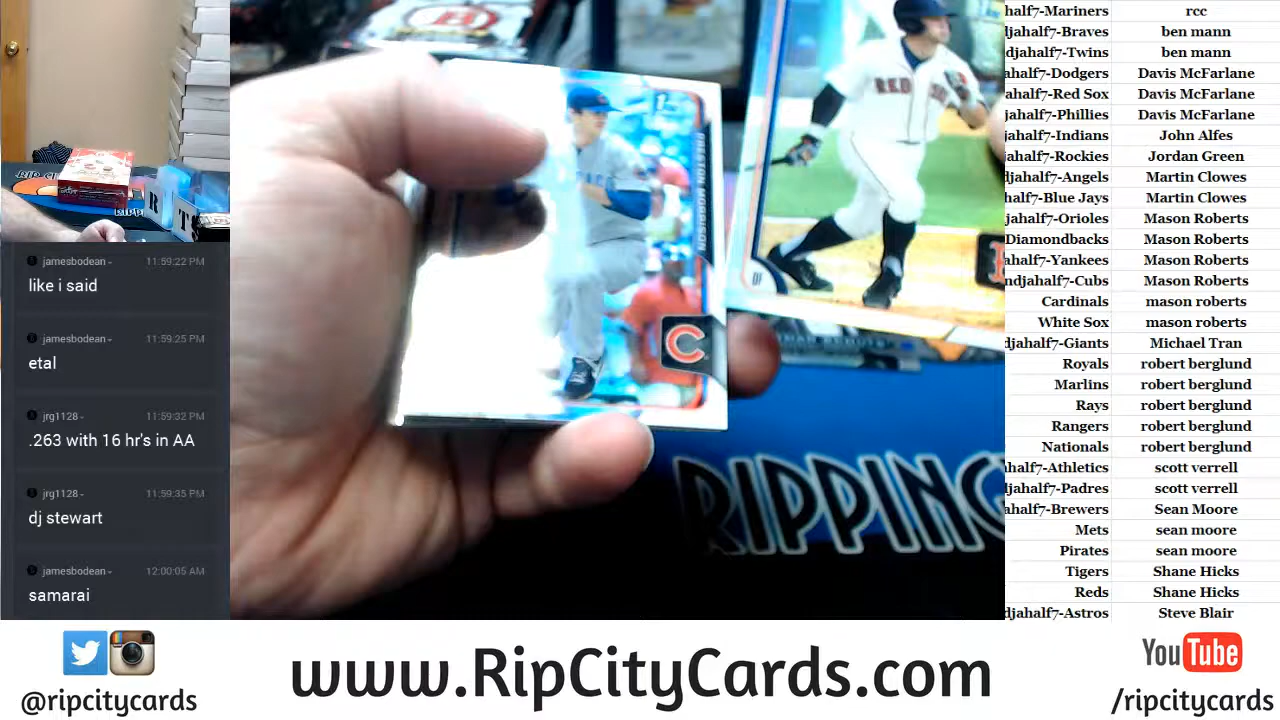 jamesbodean 11:59:22 PM
like i said
jamesbodean 11:59:25 PM
etal
jrg1128 11:59:32 PM
.263 with 16 hr's in AA
jrg1128 11:59:35 PM
dj stewart
jamesbodean 12:00:05 AM
samarai
PRESTON MORRISON
C
RED
OF
RIPPING
half7-Mariners rcc
djahalf7-Braves ben mann
djahalf7-Twins ben mann
ahalf7-Dodgers Davis McFarlane
ahalf7-Red Sox Davis McFarlane
jahalf7-Phillies Davis McFarlane
jahalf7-Indians John Alfes
jahalf7-Rockies Jordan Green
djahalf7-Angels Martin Clowes
half7-Blue Jays Martin Clowes
jahalf7-Orioles Mason Roberts
Diamondbacks Mason Roberts
jahalf7-Yankees Mason Roberts
ndjahalf7-Cubs Mason Roberts
Cardinals mason roberts
White Sox mason roberts
djahalf7-Giants Michael Tran
Royals robert berglund
Marlins robert berglund
Rays robert berglund
Rangers robert berglund
Nationals robert berglund
half7-Athletics scott verrell
djahalf7-Padres scott verrell
ahalf7-Brewers Sean Moore
Mets sean moore
Pirates sean moore
Tigers Shane Hicks
Reds Shane Hicks
djahalf7-Astros Steve Blair
@ripcitycards
www.RipCityCards.com
YouTube
/ripcitycards